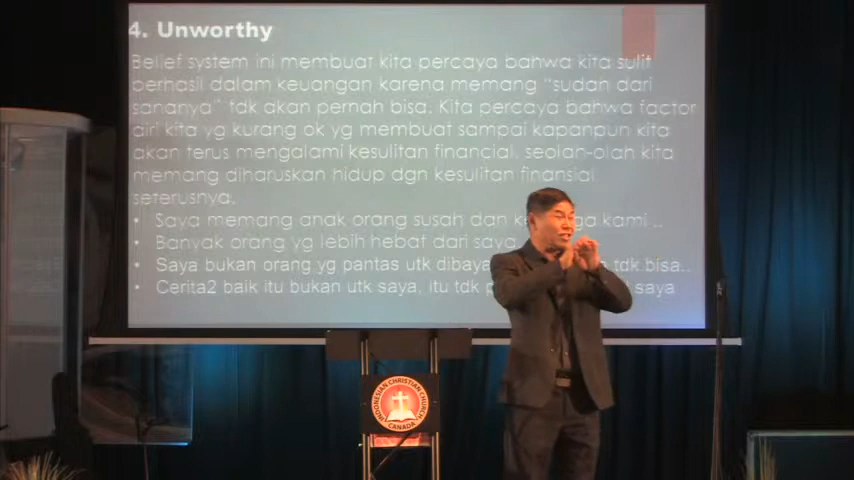 4. Unworthy
Belief system ini membuat kita percaya bahwa kita sulit
berhasil dalam keuangan karena memang "sudah dari
sananya" tdk akan pernah bisa. Kita percaya bahwa factor
diri kita yg kurang ok yg membuat sampai kapanpun kita
akan terus mengalami kesulitan financial, seolah-olah kita
memang diharuskan hidup dgn kesulitan finansial
seterusnya.
• Saya memang anak orang susah dan kami ..
• Banyak orang yg lebih hebat dari saya
• Saya bukan orang yg pantas utk tdk bisa..
• Cerita2 baik itu bukan utk saya, itu tdk saya
INDONESIAN CHRISTIAN CHURCH
CANADA